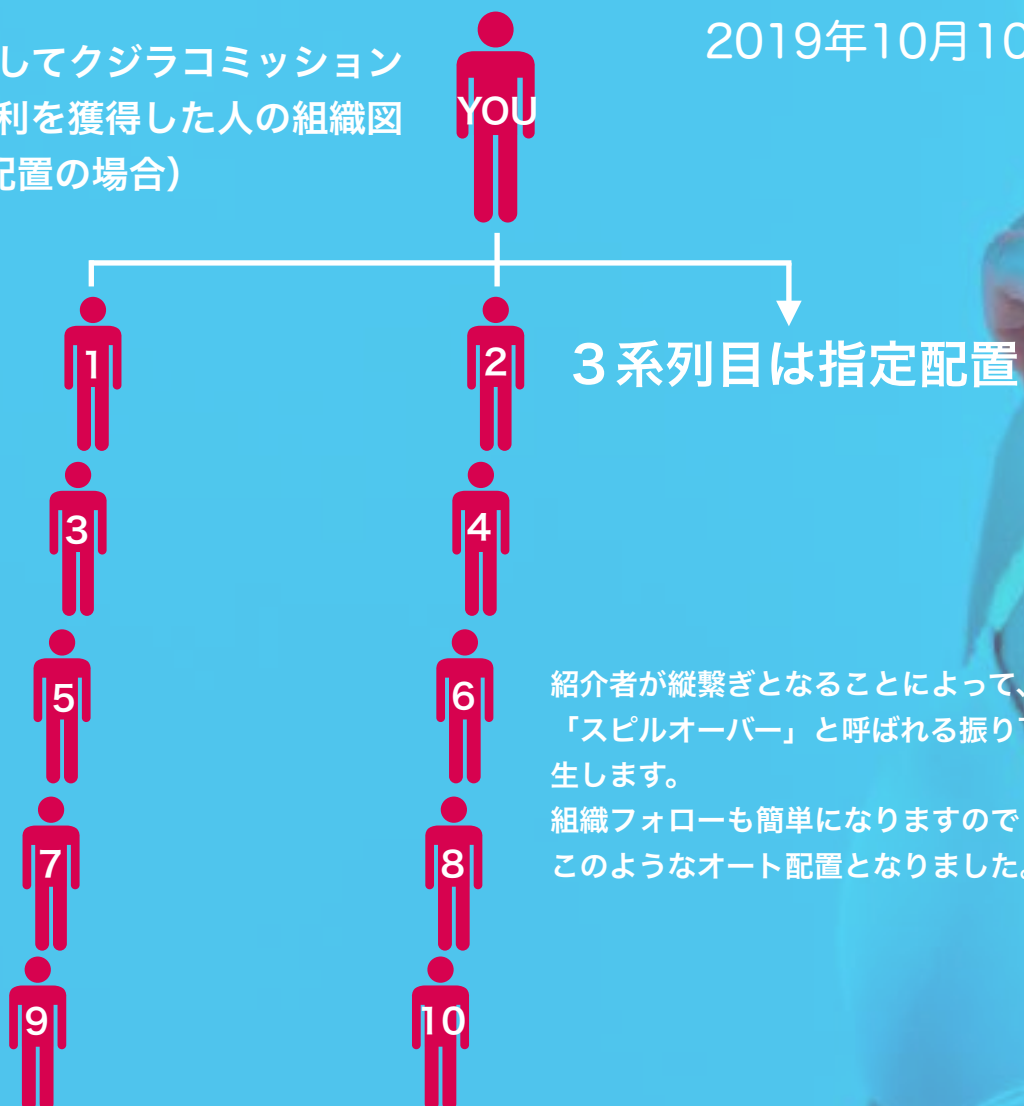 してクジラコミッション
利を獲得した人の組織図
配置の場合）
2019年10月10
YOU
1
2
３系列目は指定配置
3
4
5
6
紹介者が縦繋ぎとなることによって、
「スピルオーバー」と呼ばれる振り
生します。
組織フォローも簡単になりますので
このようなオート配置となりました。
7
8
9
10